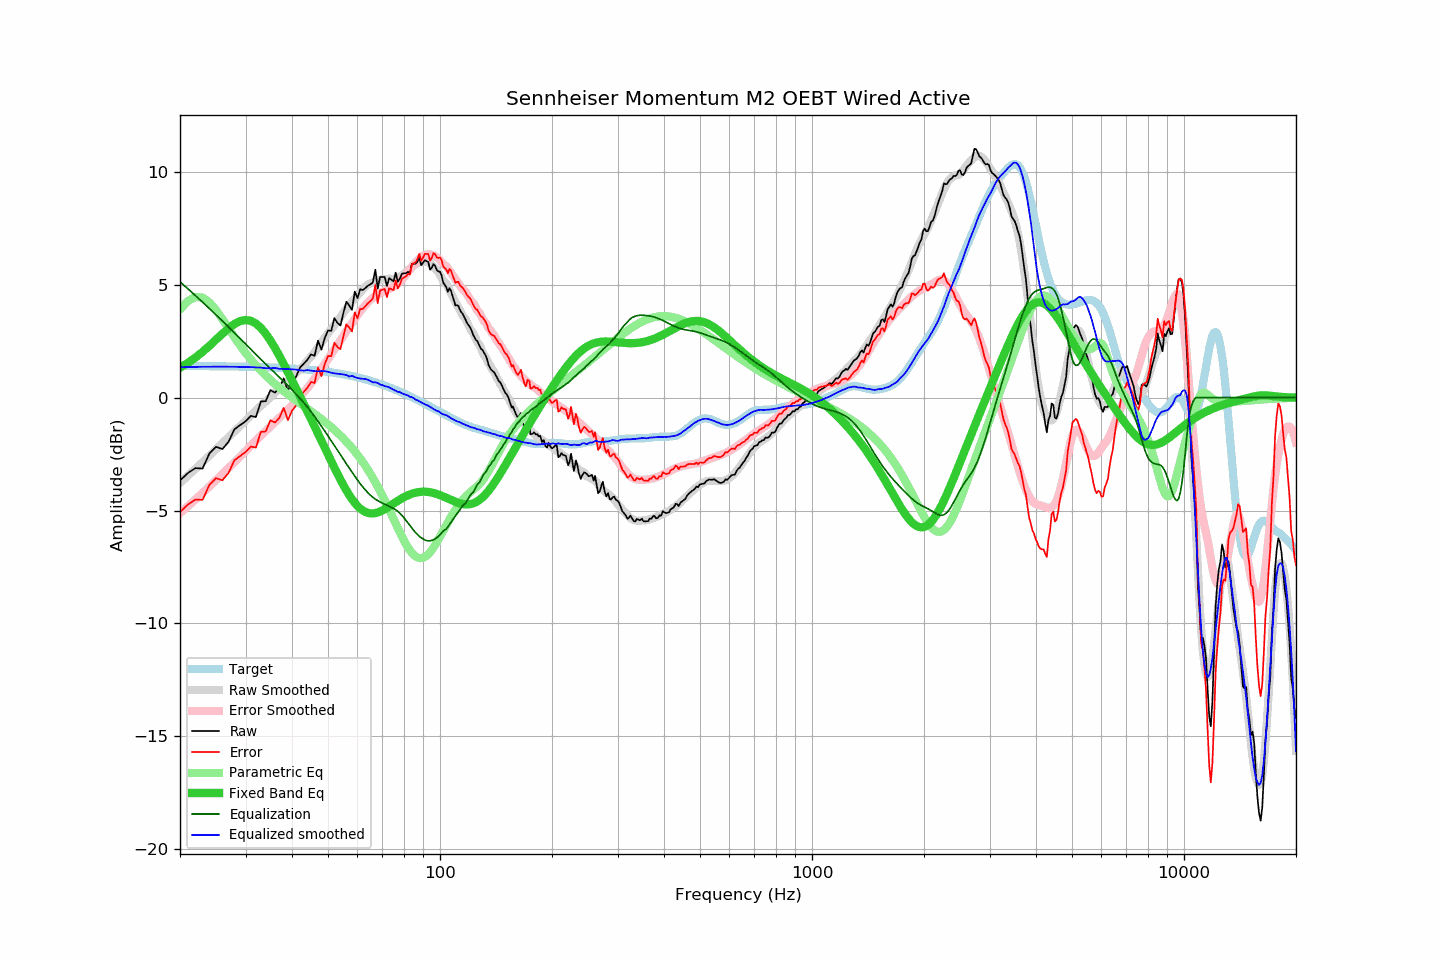 Sennheiser Momentum M2 OEBT Wired Active
Amplitude (dBr)
10
5
0
−5
−10
−15
−20
Target
Raw Smoothed
Error Smoothed
Raw
Error
Parametric Eq
Fixed Band Eq
Equalization
Equalized smoothed
100
1000
10000
Frequency (Hz)